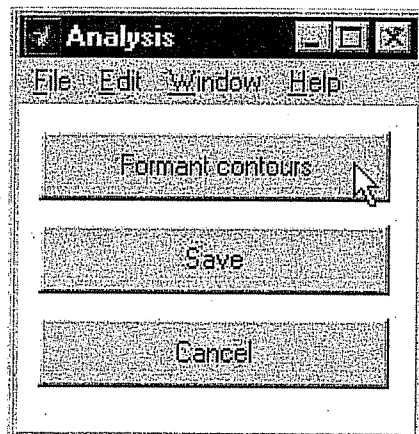 Analysis
File Edit Window Help
Formant contours
Save
Cancel